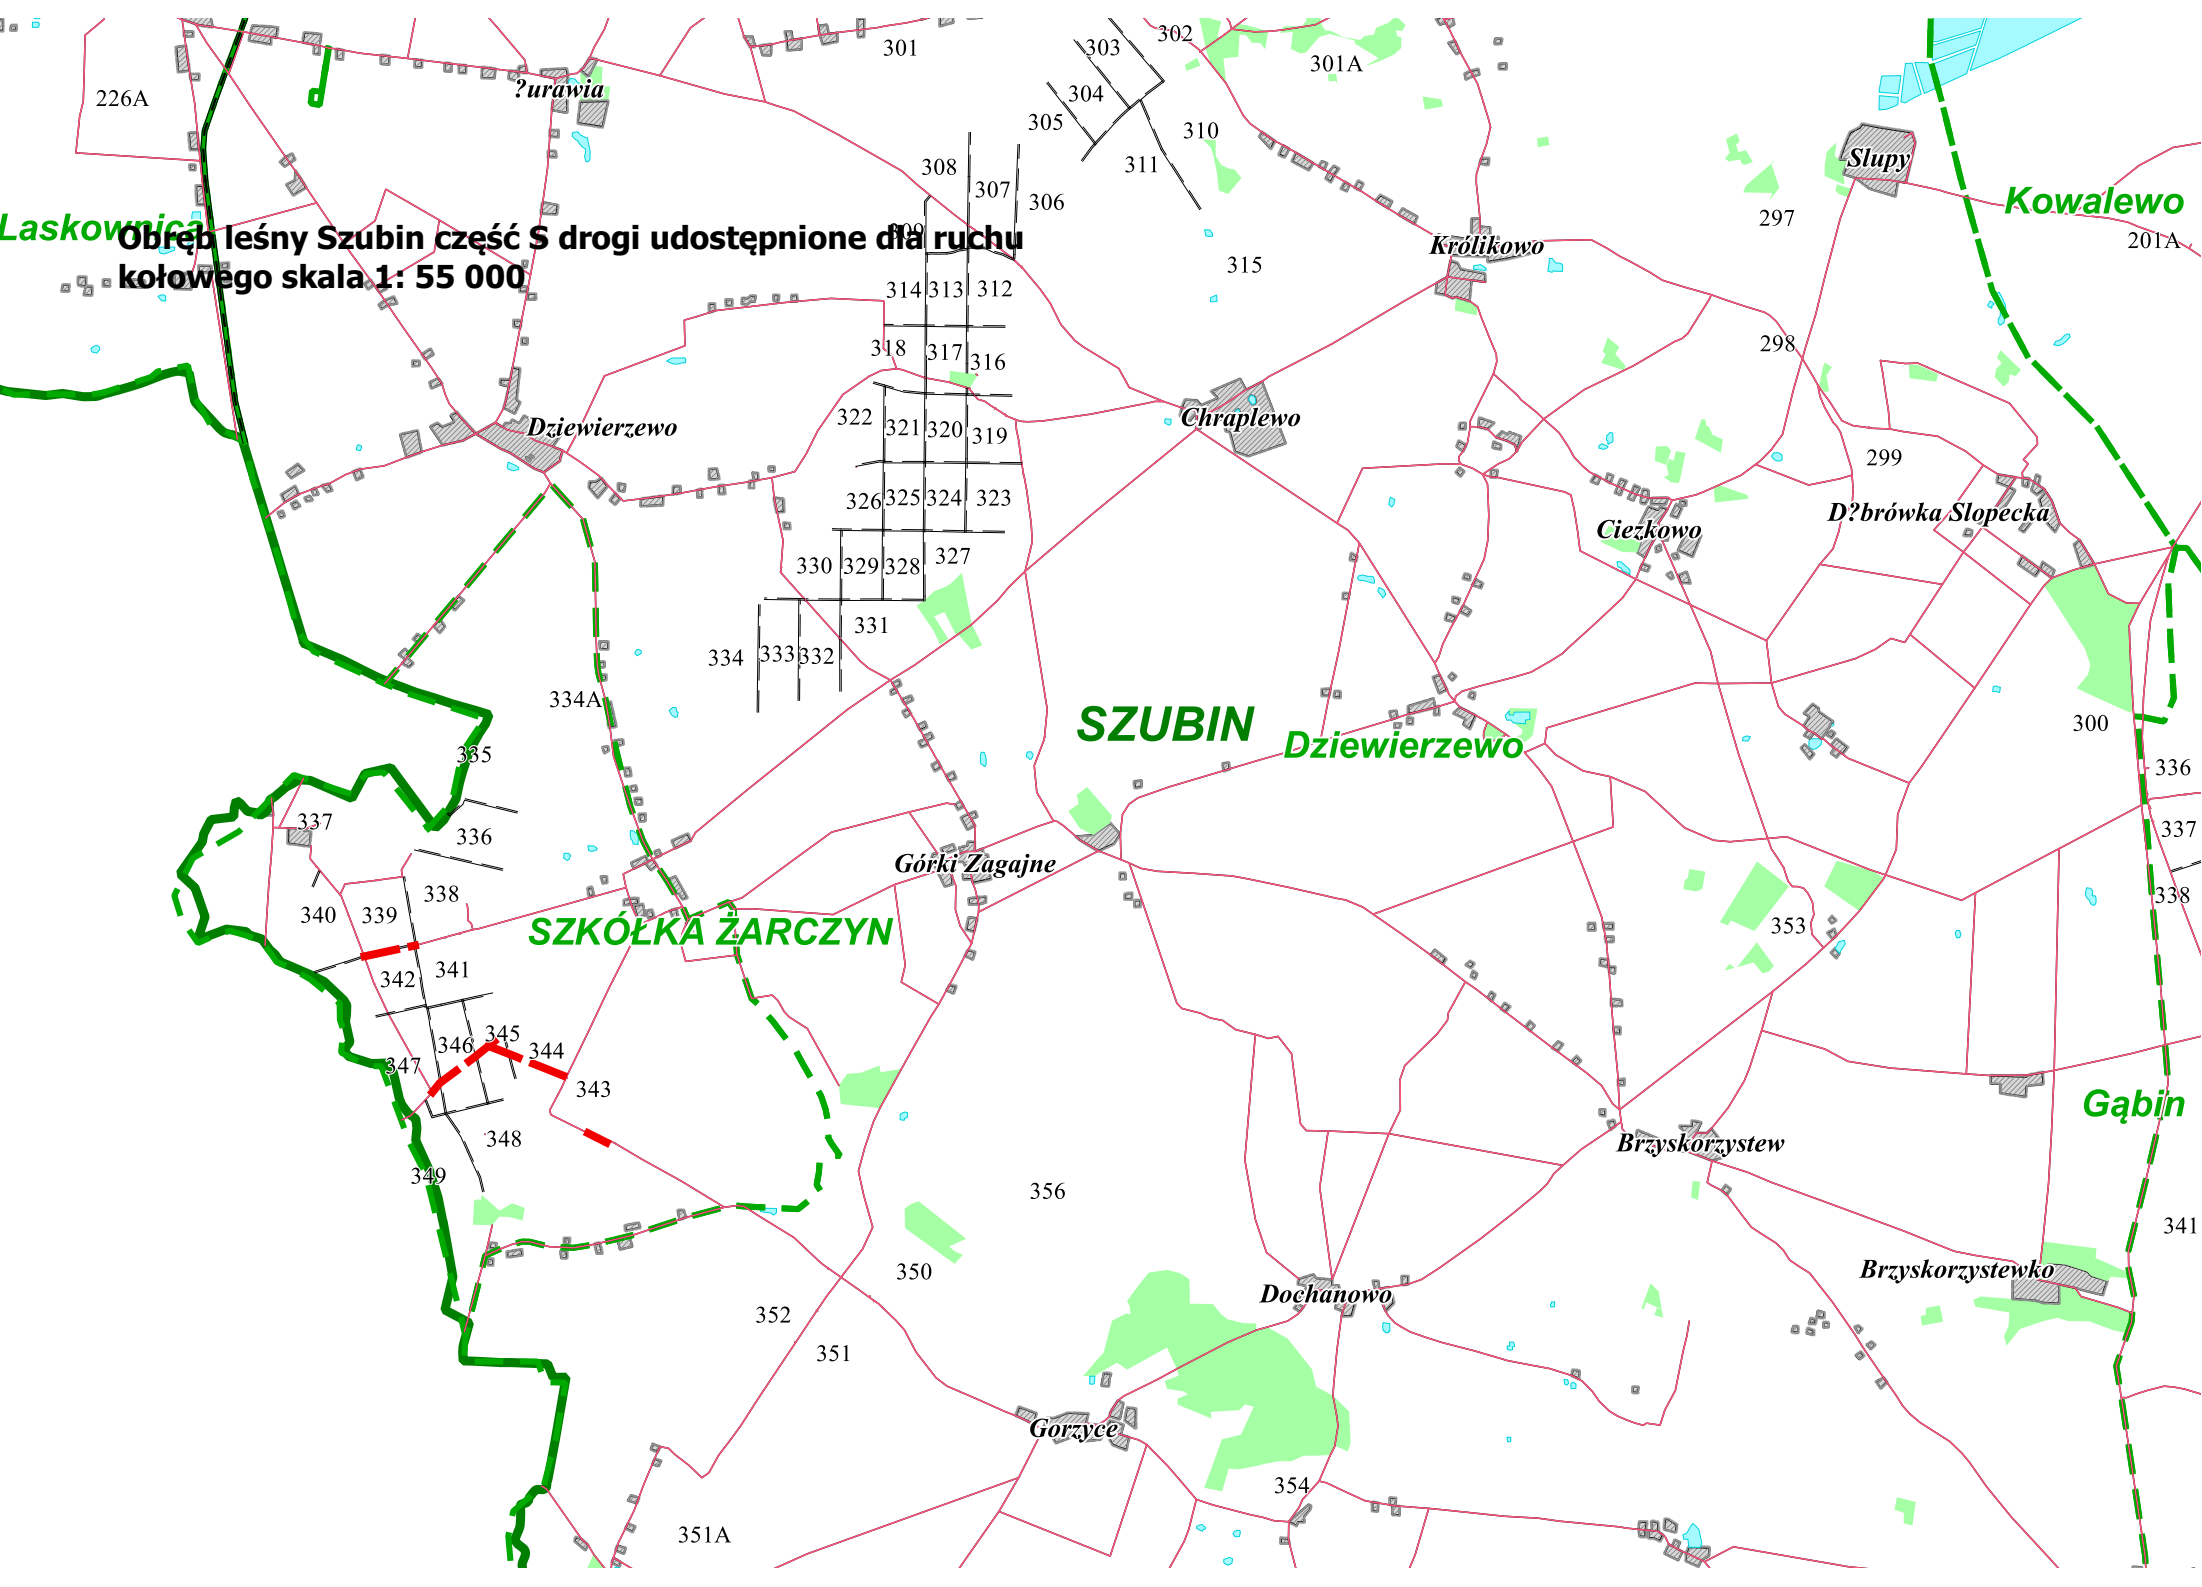 301
302
303
301A
?urawia
226A
304
305
310
311
Slupy
308
307
306
Kowalewo
297
Laskownica
309
Obręb leśny Szubin część S drogi udostępnione dla ruchu
kołowego skala 1: 55 000
Królikowo
201A
315
314
313
312
318
317
316
298
322
321
320
319
Dziewierzewo
Chraplewo
299
326
325
324
323
D?brówka Slopecka
Ciezkowo
330
329
328
327
331
334
333
332
334A
SZUBIN
Dziewierzewo
300
335
336
337
336
337
Górki Zagajne
338
340
339
338
SZKÓŁKA ŻARCZYN
353
342
341
346
345
344
347
343
Gąbin
348
Brzyskorzystew
349
356
341
350
Brzyskorzystewko
Dochanowo
352
351
Gorzyce
354
351A